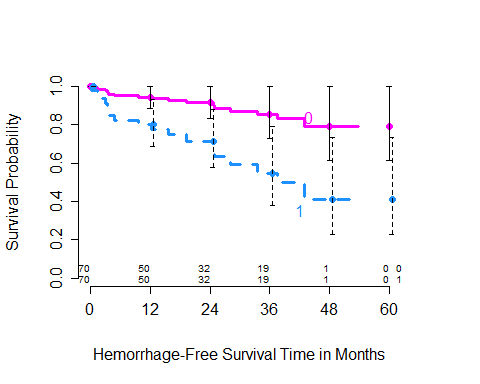 1.0
0.8
0.6
0.4
0.2
0.0
Survival Probability
0
1
70 50 32 19 1 0 0
70 50 32 19 1 0 1
0 12 24 36 48 60
Hemorrhage-Free Survival Time in Months